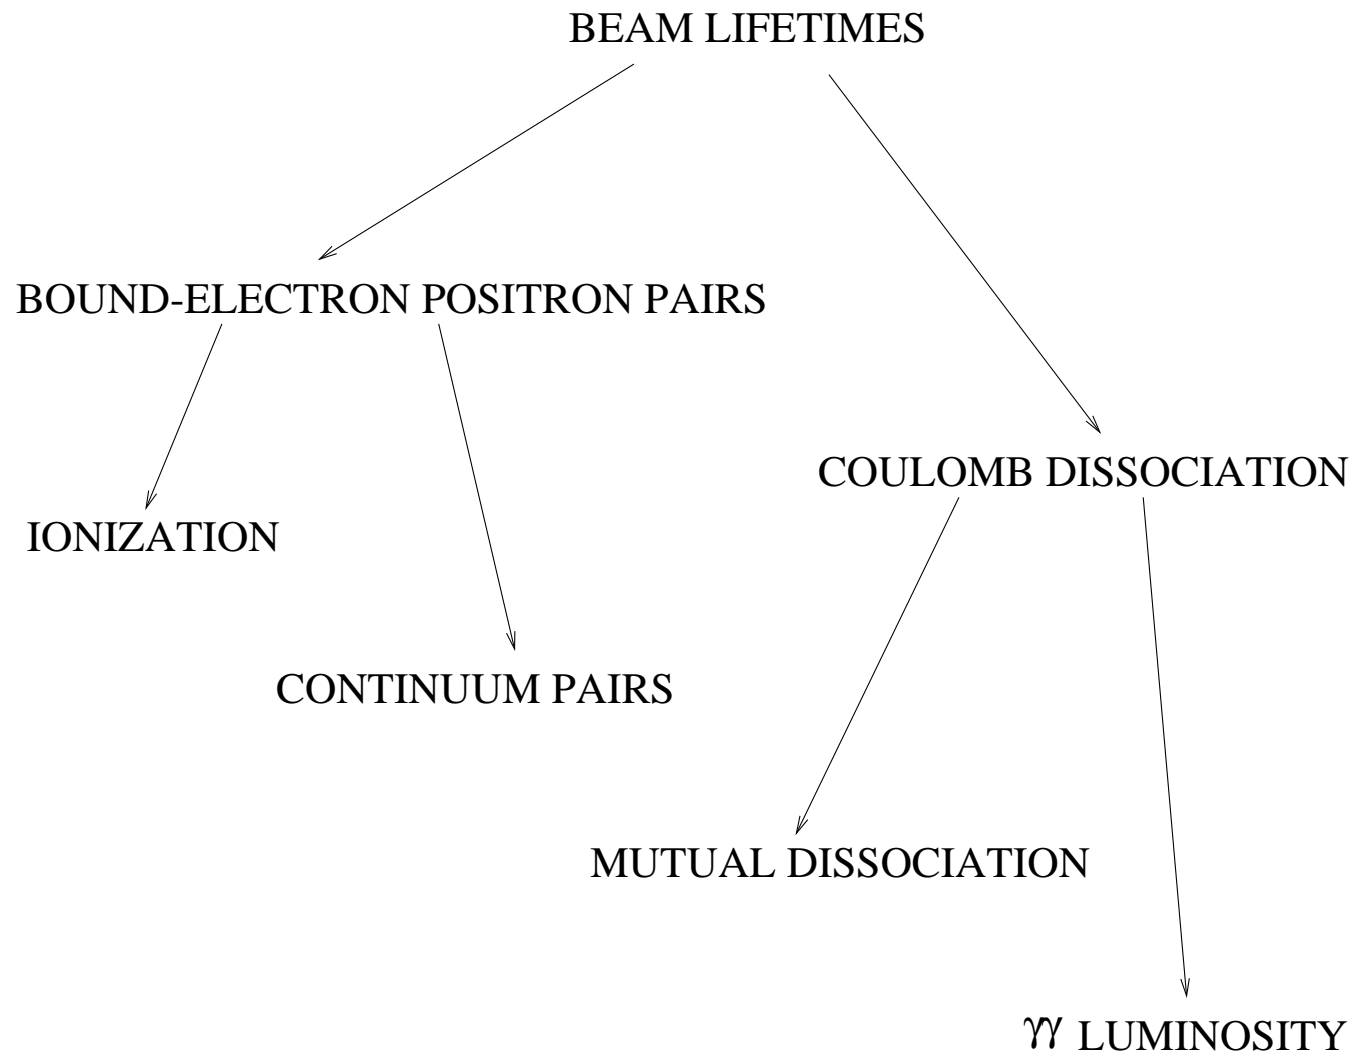 BEAM LIFETIMES
BOUND-ELECTRON POSITRON PAIRS
COULOMB DISSOCIATION
IONIZATION
CONTINUUM PAIRS
MUTUAL DISSOCIATION
γγ LUMINOSITY